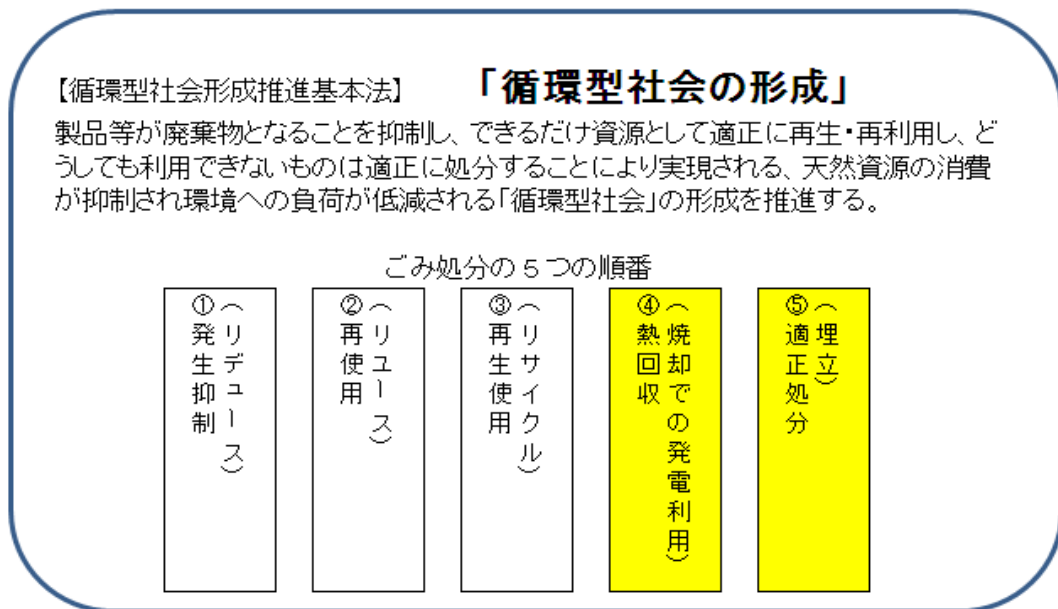 【循環型社会形成推進基本法】 「循環型社会の形成」
製品等が廃棄物となることを抑制し、できるだけ資源として適正に再生・再利用し、ど
うしても利用できないものは適正に処分することにより実現される、天然資源の消費
が抑制され環境への負荷が低減される「循環型社会」の形成を推進する。
ごみ処分の5つの順番
①発生抑制
(リデュース)
②再使用
(リユース)
③再生使用
(リサイクル)
④熱回収
(焼却での発電利用)
⑤適正処分
(埋立)